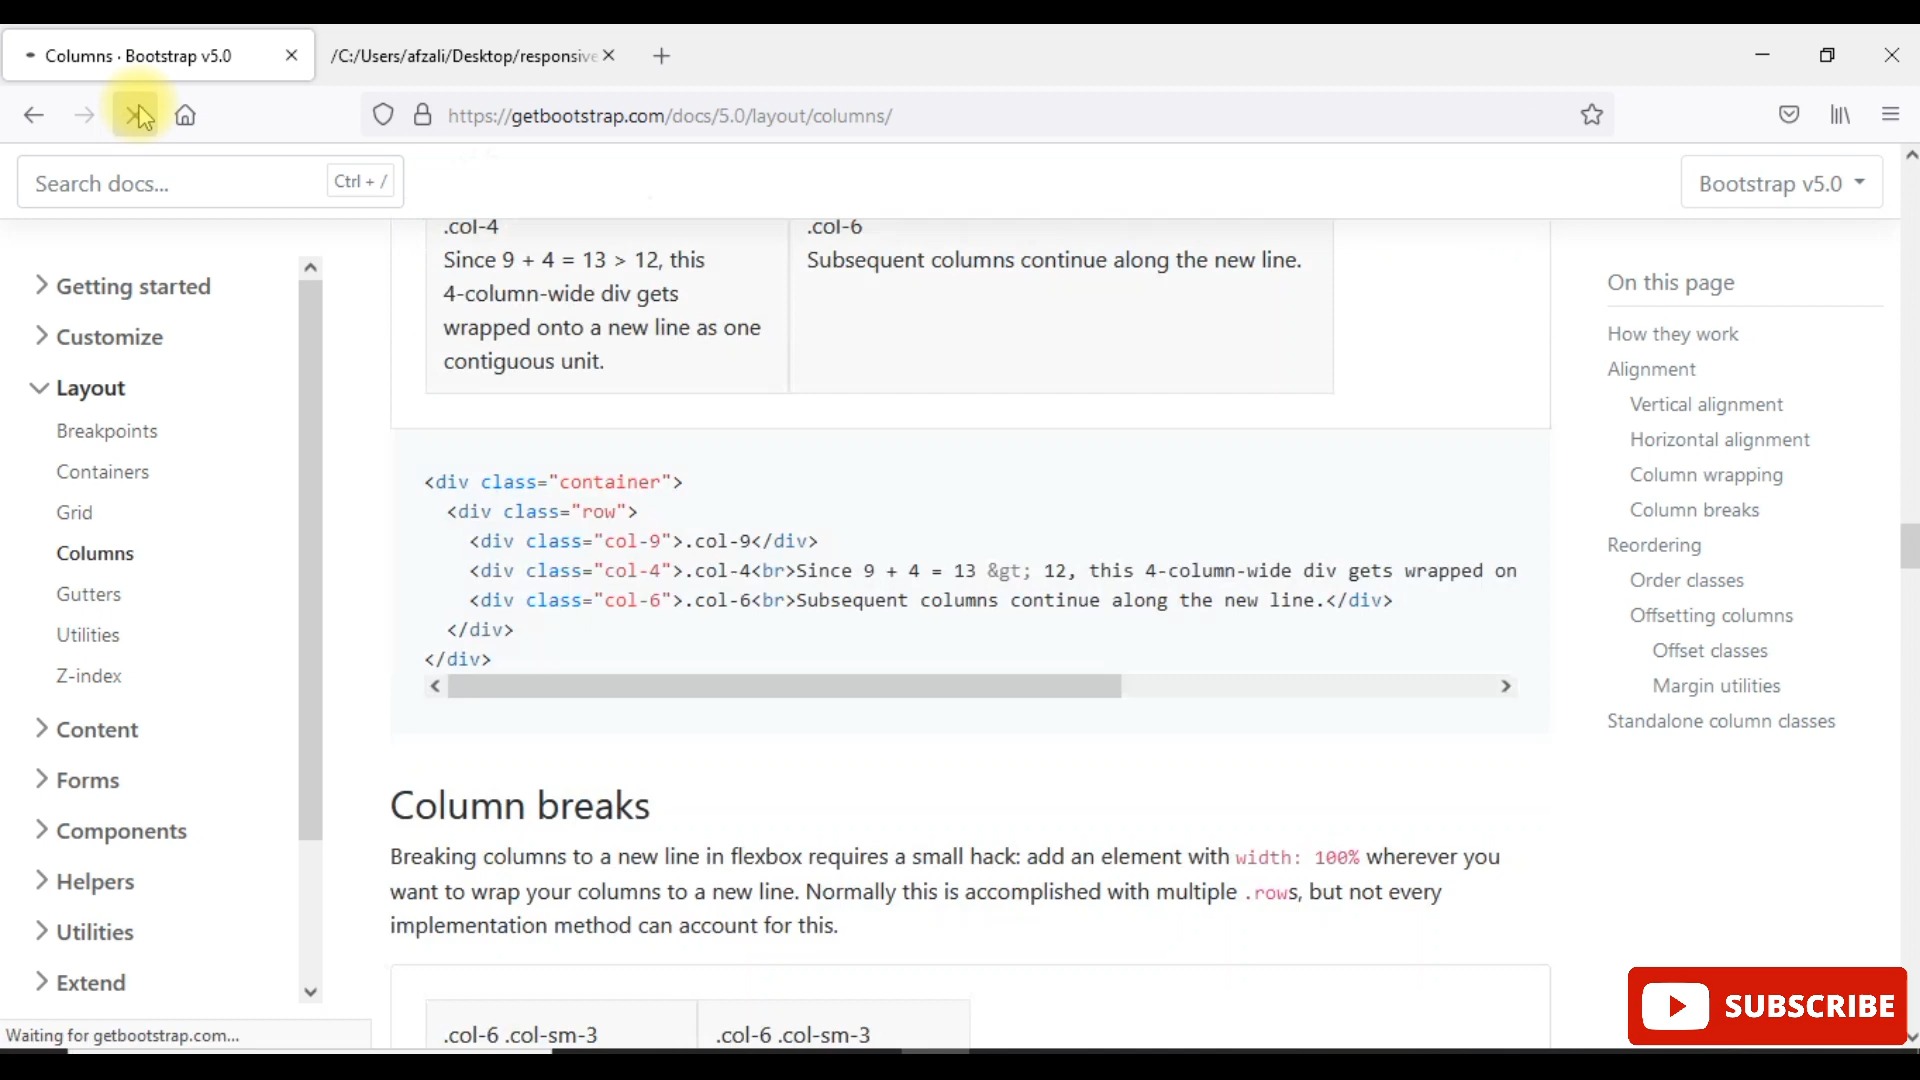 Columns · Bootstrap v5.0
/C:/Users/afzali/Desktop/responsive
https://getbootstrap.com/docs/5.0/layout/columns/
Search docs...
Ctrl + /
Bootstrap v5.0
Getting started
Customize
Layout
Breakpoints
Containers
Grid
Columns
Gutters
Utilities
Z-index
Content
Forms
Components
Helpers
Utilities
Extend
.col-4
Since 9 + 4 = 13 > 12, this
4-column-wide div gets
wrapped onto a new line as one
contiguous unit.
.col-6
Subsequent columns continue along the new line.
<div class="container">
<div class="row">
<div class="col-9">.col-9</div>
<div class="col-4">.col-4<br>Since 9 + 4 = 13 &gt; 12, this 4-column-wide div gets wrapped on
<div class="col-6">.col-6<br>Subsequent columns continue along the new line.</div>
</div>
</div>
Column breaks
Breaking columns to a new line in flexbox requires a small hack: add an element with width: 100% wherever you
want to wrap your columns to a new line. Normally this is accomplished with multiple .rows, but not every
implementation method can account for this.
.col-6 .col-sm-3
.col-6 .col-sm-3
On this page
How they work
Alignment
Vertical alignment
Horizontal alignment
Column wrapping
Column breaks
Reordering
Order classes
Offsetting columns
Offset classes
Margin utilities
Standalone column classes
Waiting for getbootstrap.com...
SUBSCRIBE